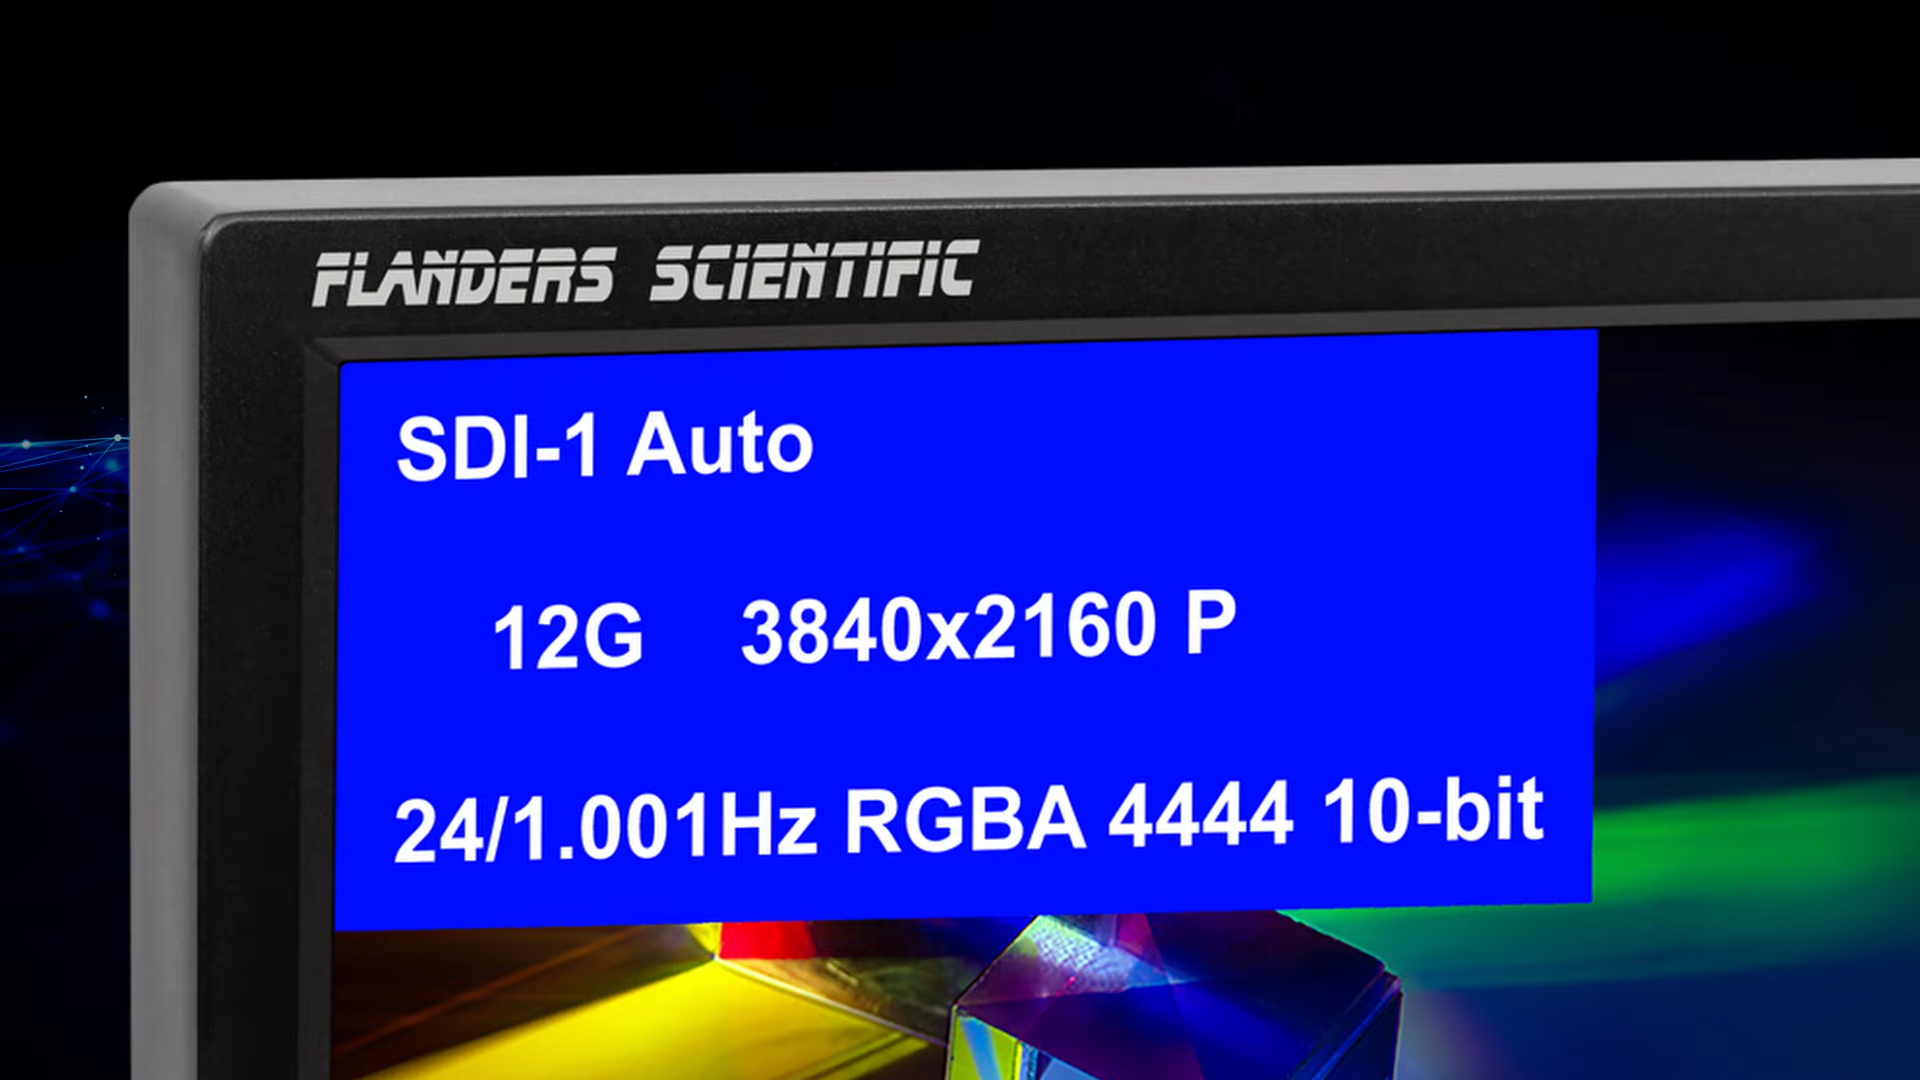 FLANDERS SCIENTIFIC
SDI-1 Auto
12G 3840x2160 P
24/1.001Hz RGBA 4444 10-bit